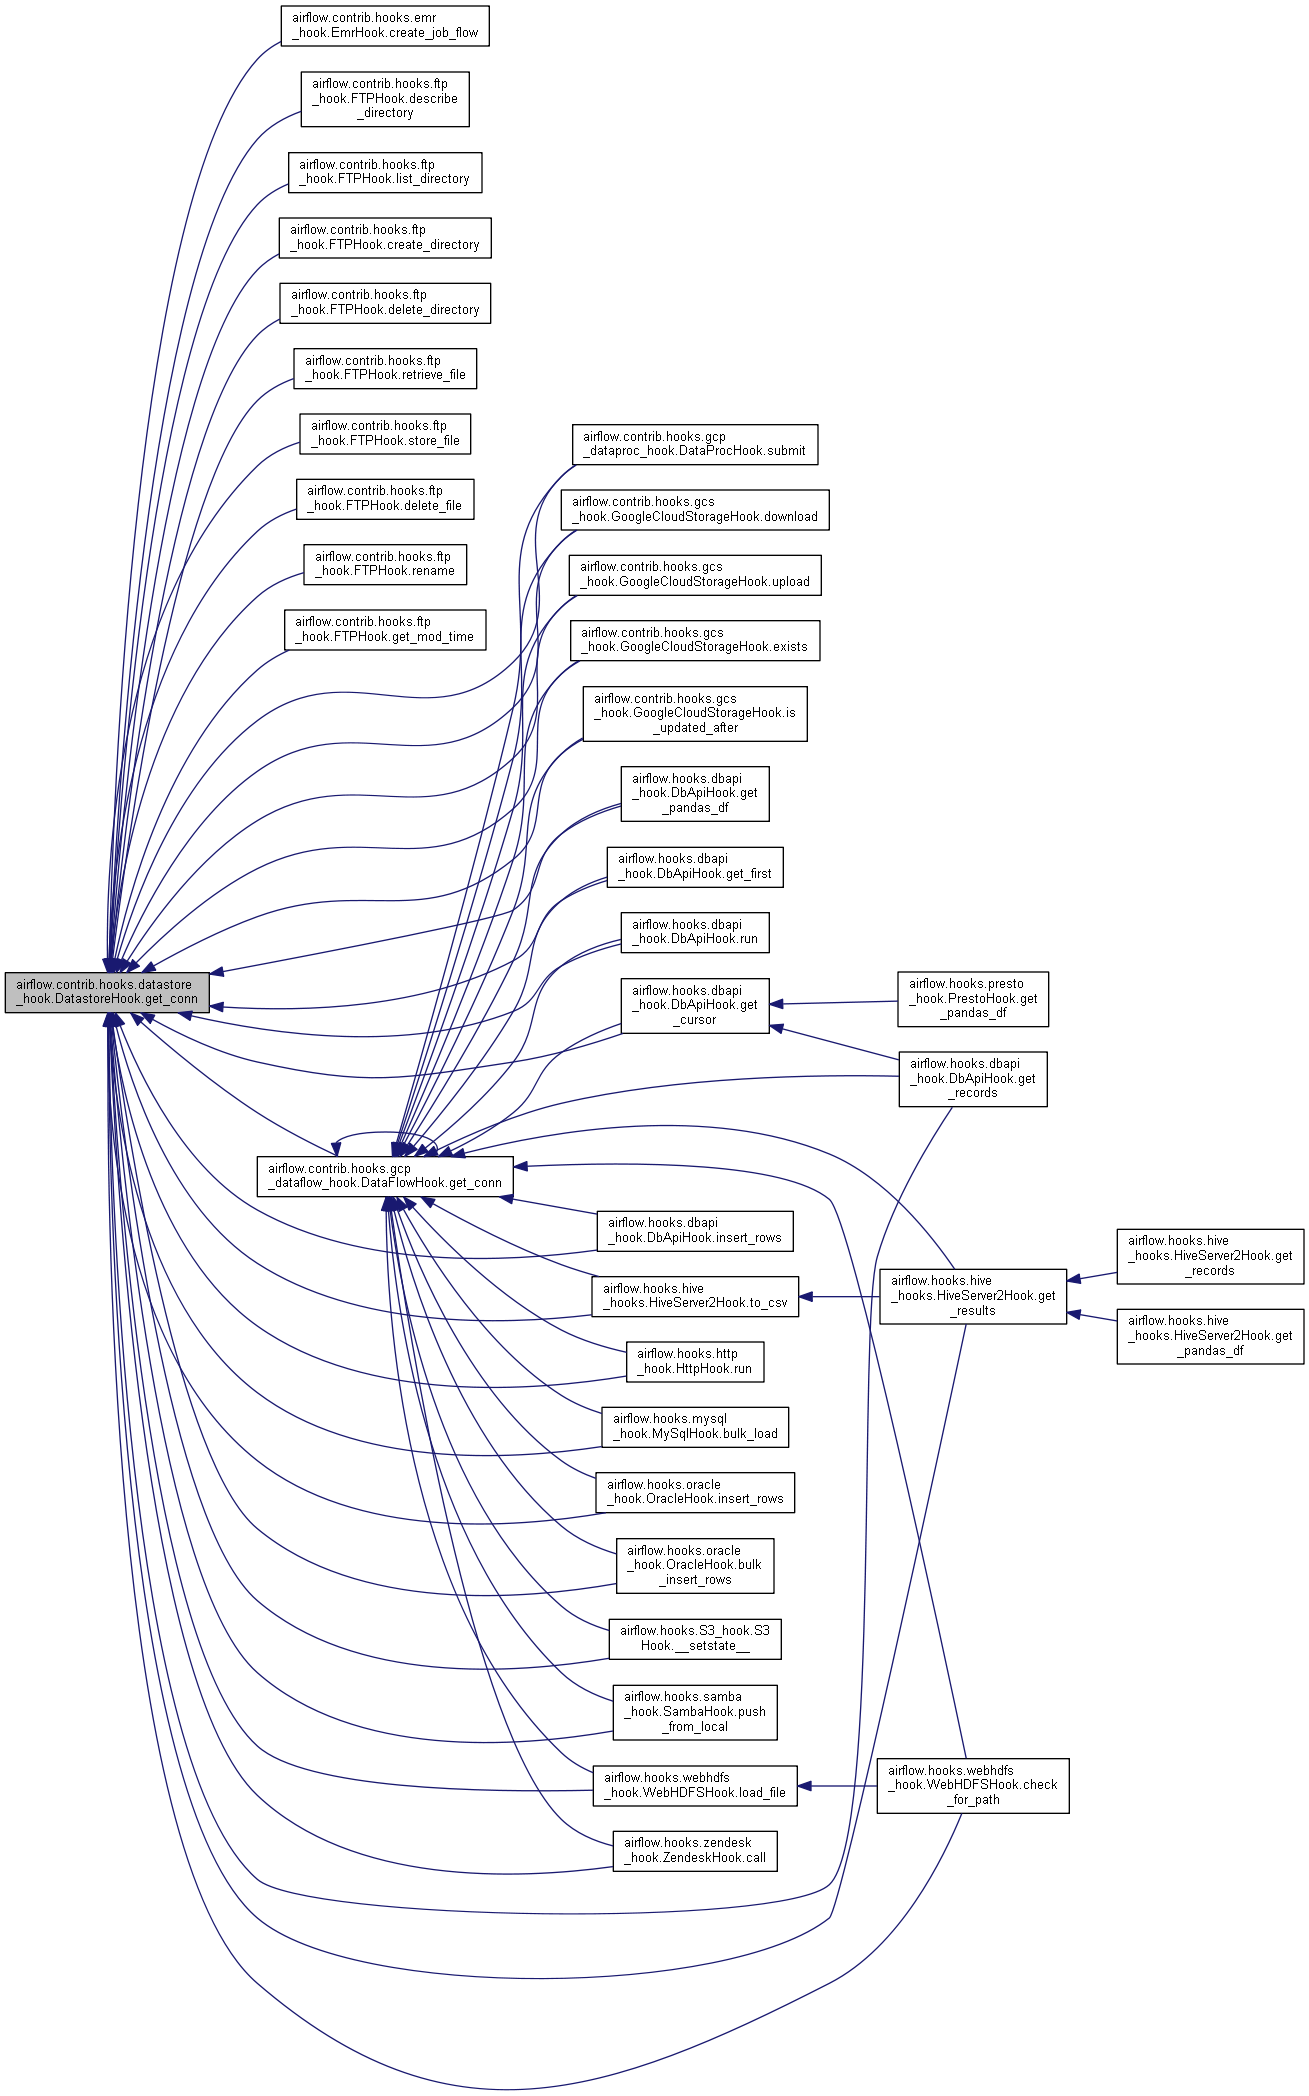 airflow.contrib.hooks.emr
_hook.EmrHook.create_job_flow
airflow.contrib.hooks.ftp
_hook.FTPHook.describe
_directory
airflow.contrib.hooks.ftp
_hook.FTPHook.list_directory
airflow.contrib.hooks.ftp
_hook.FTPHook.create_directory
airflow.contrib.hooks.ftp
_hook.FTPHook.delete_directory
airflow.contrib.hooks.ftp
_hook.FTPHook.retrieve_file
airflow.contrib.hooks.ftp
_hook.FTPHook.store_file
airflow.contrib.hooks.ftp
_hook.FTPHook.delete_file
airflow.contrib.hooks.ftp
_hook.FTPHook.rename
airflow.contrib.hooks.ftp
_hook.FTPHook.get_mod_time
airflow.contrib.hooks.gcp
_dataproc_hook.DataProcHook.submit
airflow.contrib.hooks.gcs
_hook.GoogleCloudStorageHook.download
airflow.contrib.hooks.gcs
_hook.GoogleCloudStorageHook.upload
airflow.contrib.hooks.gcs
_hook.GoogleCloudStorageHook.exists
airflow.contrib.hooks.gcs
_hook.GoogleCloudStorageHook.is
_updated_after
airflow.hooks.dbapi
_hook.DbApiHook.get
_pandas_df
airflow.hooks.dbapi
_hook.DbApiHook.get_first
airflow.hooks.dbapi
_hook.DbApiHook.run
airflow.contrib.hooks.datastore
_hook.DatastoreHook.get_conn
airflow.hooks.dbapi
_hook.DbApiHook.get
_cursor
airflow.hooks.presto
_hook.PrestoHook.get
_pandas_df
airflow.hooks.dbapi
_hook.DbApiHook.get
_records
airflow.contrib.hooks.gcp
_dataflow_hook.DataFlowHook.get_conn
airflow.hooks.dbapi
_hook.DbApiHook.insert_rows
airflow.hooks.hive
_hooks.HiveServer2Hook.to_csv
airflow.hooks.hive
_hooks.HiveServer2Hook.get
_results
airflow.hooks.hive
_hooks.HiveServer2Hook.get
_records
airflow.hooks.hive
_hooks.HiveServer2Hook.get
_pandas_df
airflow.hooks.http
_hook.HttpHook.run
airflow.hooks.mysql
_hook.MySqlHook.bulk_load
airflow.hooks.oracle
_hook.OracleHook.insert_rows
airflow.hooks.oracle
_hook.OracleHook.bulk
_insert_rows
airflow.hooks.S3_hook.S3
Hook.__setstate__
airflow.hooks.samba
_hook.SambaHook.push
_from_local
airflow.hooks.webhdfs
_hook.WebHDFSHook.load_file
airflow.hooks.webhdfs
_hook.WebHDFSHook.check
_for_path
airflow.hooks.zendesk
_hook.ZendeskHook.call